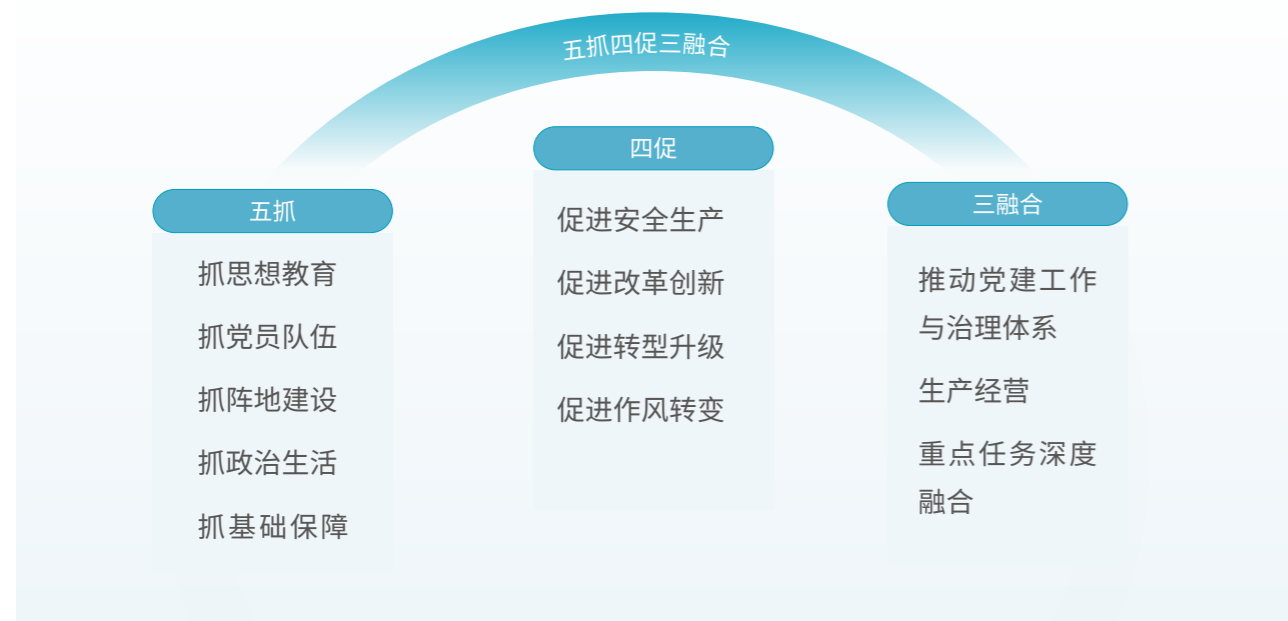 五抓四促三融合
五抓
抓思想教育
抓党员队伍
抓阵地建设
抓政治生活
抓基础保障
四促
促进安全生产
促进改革创新
促进转型升级
促进作风转变
三融合
推动党建工作
与治理体系
生产经营
重点任务深度
融合